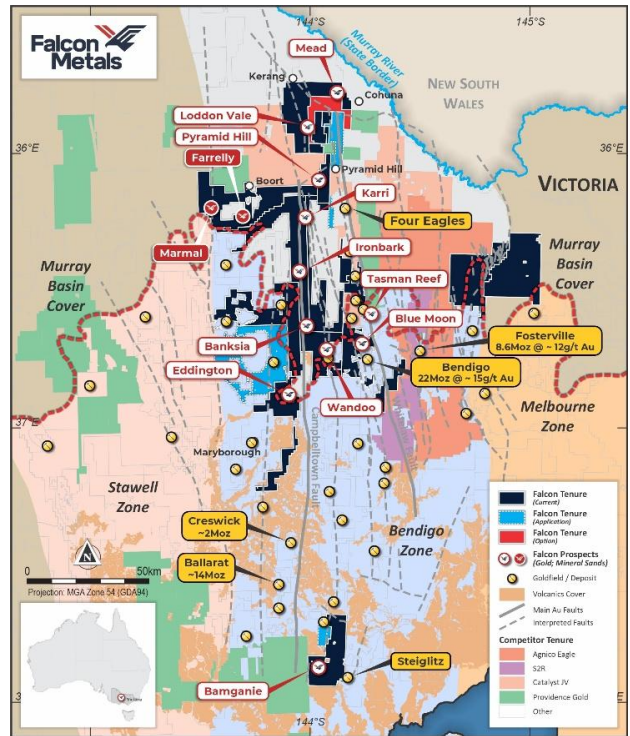 Falcon
Metals
144°S
145°S
Mead
Murray River
(State Border)
Kerang
Cohuna
NEW SOUTH
WALES
Loddon Vale
Pyramid Hill
36°E
36°E
Farrelly
Boort
Pyramid Hill
VICTORIA
Karri
Four Eagles
Marmal
Ironbark
Murray
Basin
Cover
Murray
Basin
Cover
Tasman Reef
Blue Moon
Banksia
Fosterville
8.6Moz @ ~ 12g/t Au
Eddington
Bendigo
22Moz @ ~ 15g/t Au
Wandoo
Melbourne
Zone
37°E
Maryborough
Campbelltown Fault
Stawell
Zone
Creswick
~2Moz
Bendigo
Zone
Ballarat
~14Moz
N
0
50km
Projection: MGA Zone 54 (GDA94)
Steiglitz
Bamganie
144°S
Falcon Tenure
(Current)
Falcon Tenure
(Application)
Falcon Tenure
(Option)
Falcon Prospects
(Gold; Mineral Sands)
Goldfield / Deposit
Volcanics Cover
Main Au Faults
Interpreted Faults
Competitor Tenure
Agnico Eagle
S2R
Catalyst JV
Providence Gold
Other